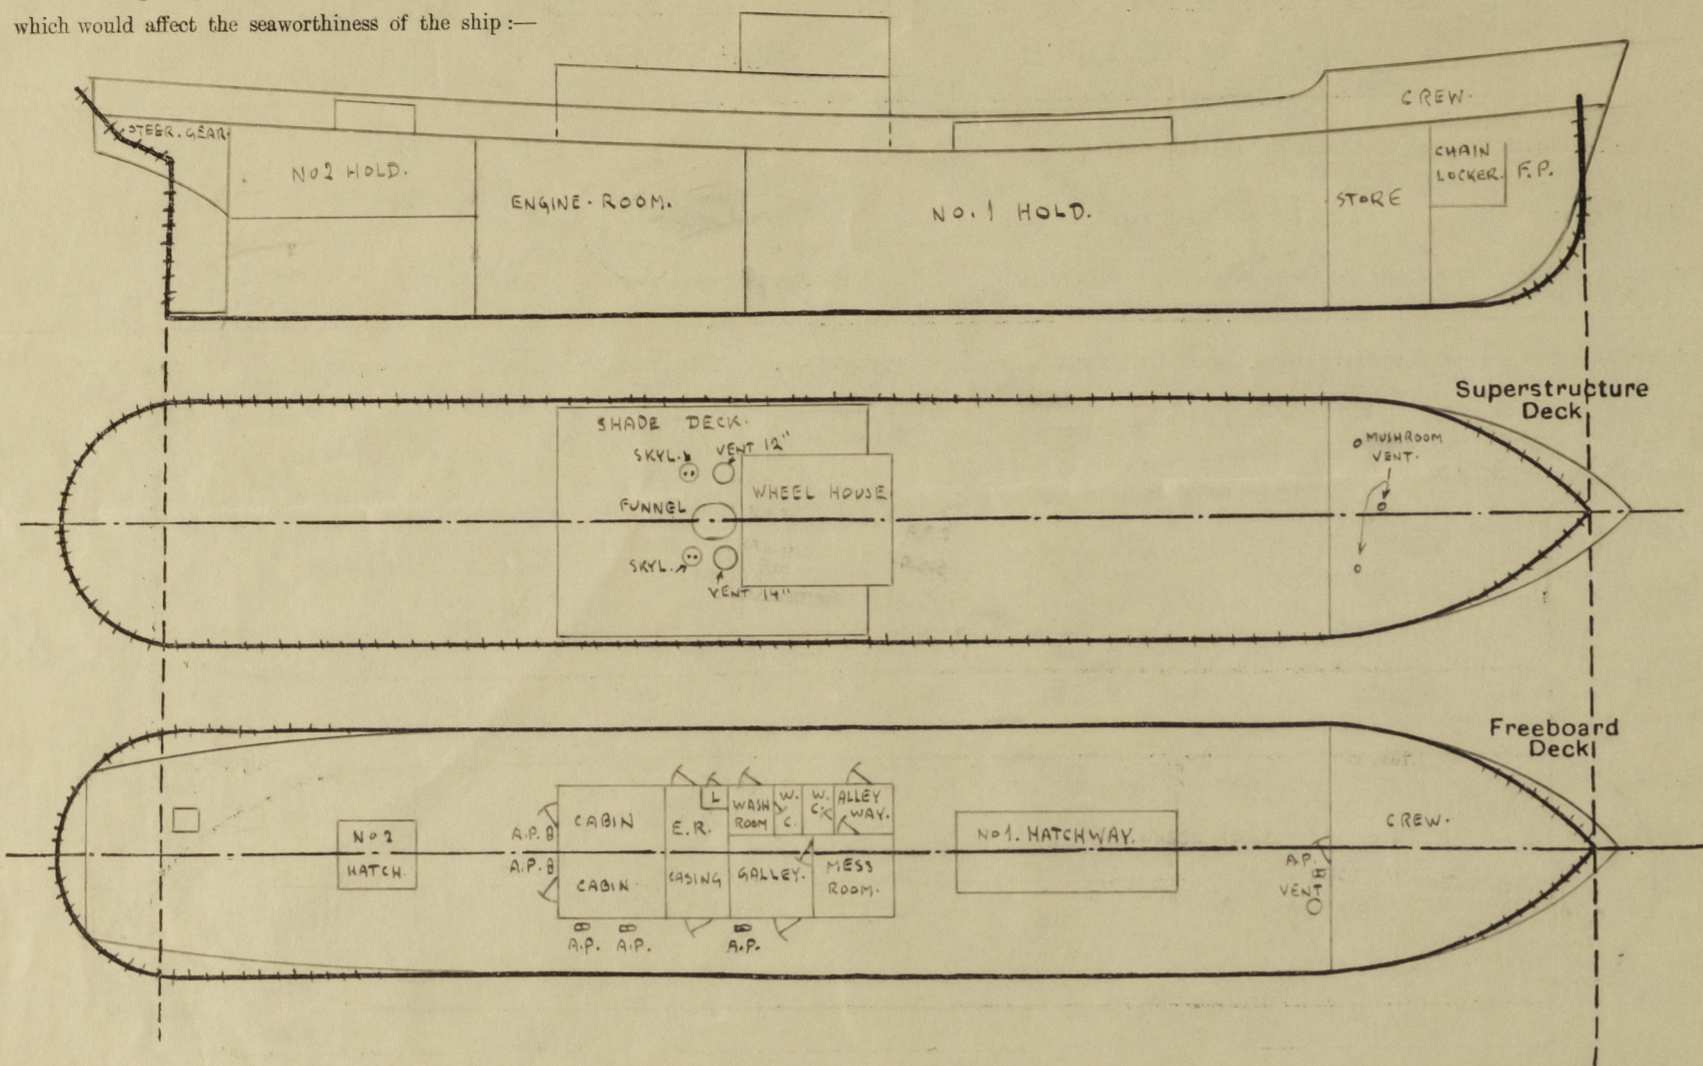 which would affect the seaworthiness of the ship :—
CREW.
STEER. GEAR
CHAIN
LOCKER.
F.P.
NO2 HOLD.
ENGINE-ROOM.
NO.1 HOLD.
STORE
Superstructure
Deck
SHADE DECK.
SKYL.
VENT 12"
MUSHROOM
VENT.
WHEEL HOUSE
FUNNEL
SKYL.
VENT 14"
Freeboard
Deck
L
WASH
ROOM
W.
C.
W.
C.
ALLEY
WAY.
CABIN
E.R.
CASING
No 2
HATCH
A.P.
A.P.
CABIN
GALLEY.
MESS
ROOM.
No1. HATCHWAY.
CREW.
A.P.
VENT
A.P.
A.P.
A.P.